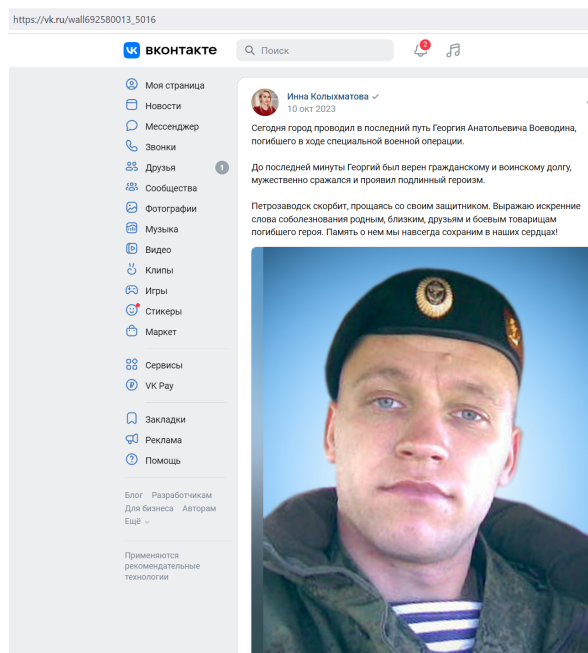 https://vk.ru/wall692580013_5016
вконтакте
Поиск
2
Моя страница
Новости
Мессенджер
Звонки
Друзья
1
Сообщества
Фотографии
Музыка
Видео
Клипы
Игры
Стикеры
Маркет
Сервисы
VK Pay
Закладки
Реклама
Помощь
Блог Разработчикам
Для бизнеса Авторам
Ещё
Применяются
рекомендательные
технологии
Инна Колыхматова
10 окт 2023
Сегодня город проводил в последний путь Георгия Анатольевича Воеводина,
погибшего в ходе специальной военной операции.
До последней минуты Георгий был верен гражданскому и воинскому долгу,
мужественно сражался и проявил подлинный героизм.
Петрозаводск скорбит, прощаясь со своим защитником. Выражаю искренние
слова соболезнования родным, близким, друзьям и боевым товарищам
погибшего героя. Память о нем мы навсегда сохраним в наших сердцах!